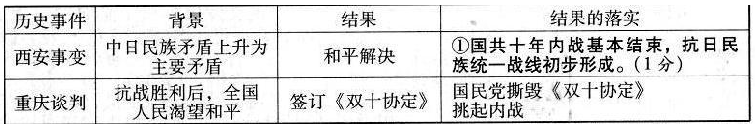 历史事件 背景 结果 结果的落实
西安事变 中日民族矛盾上升为
主要矛盾 和平解决 ①国共十年内战基本结束，抗日民
族统一战线初步形成。(1分)
重庆谈判 抗战胜利后，全国
人民渴望和平 签订《双十协定》 国民党撕毁《双十协定》
挑起内战